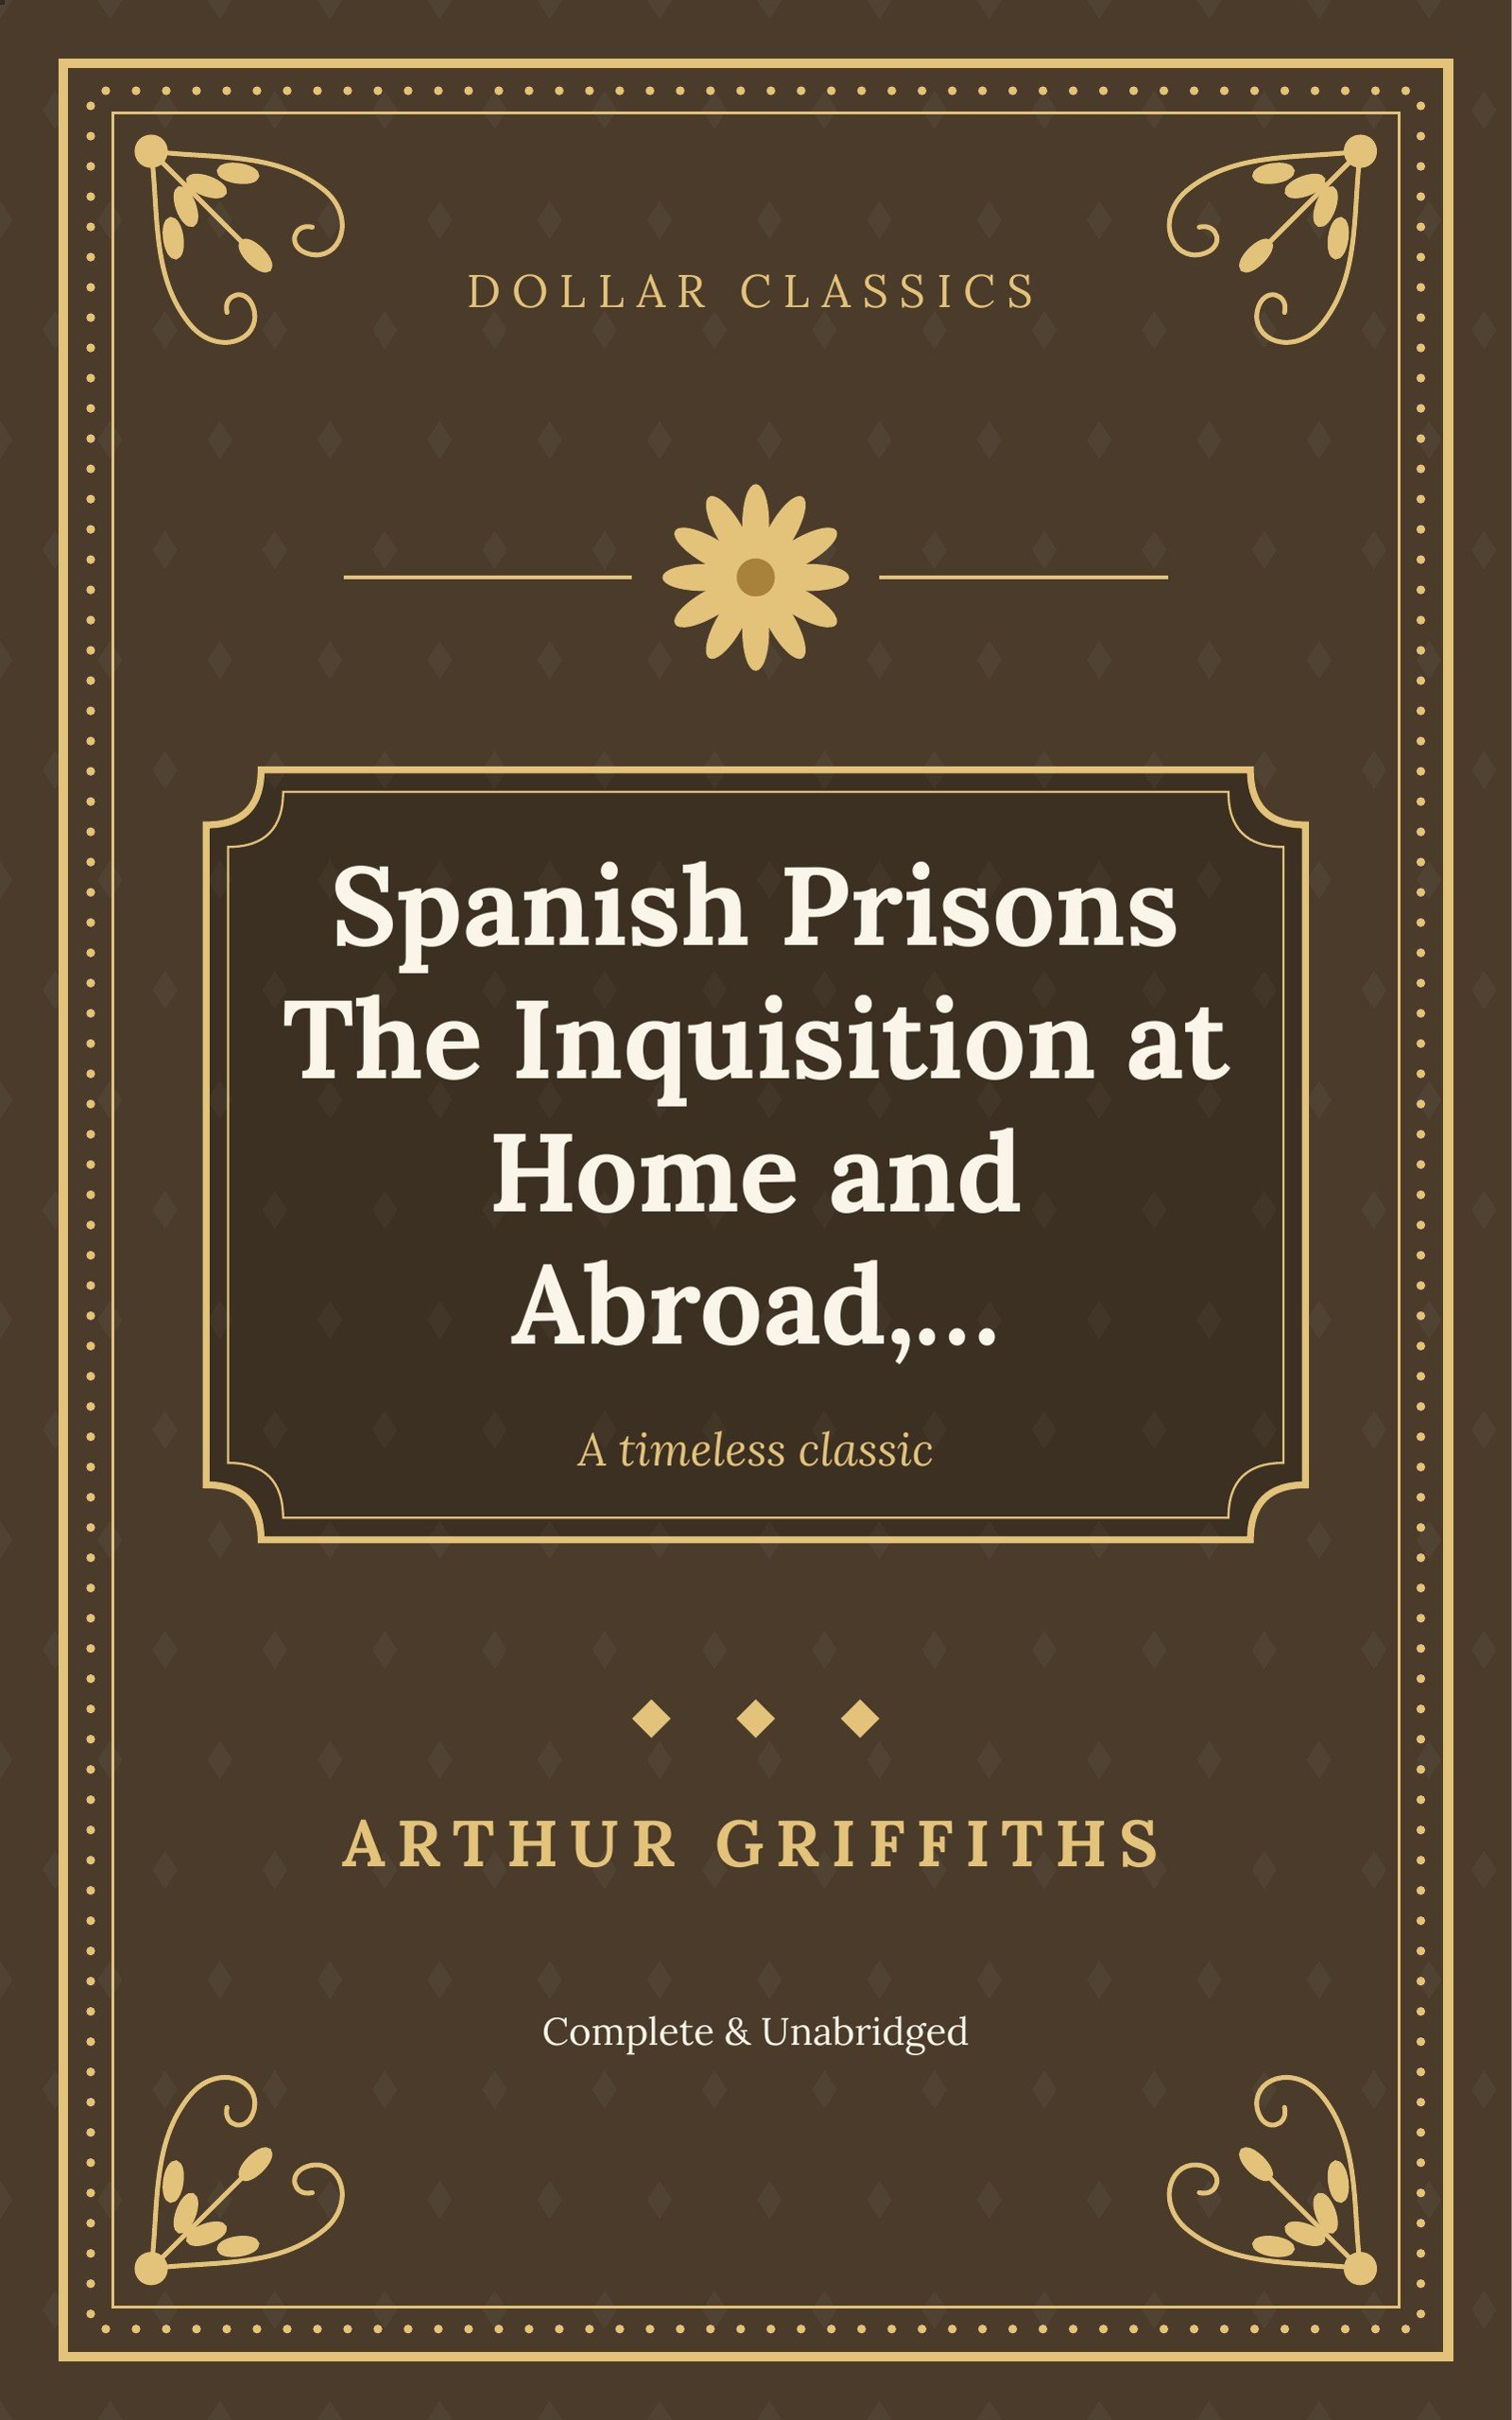 DOLLAR CLASSICS
Spanish Prisons
The Inquisition at
Home and
Abroad,...
A timeless classic
ARTHUR GRIFFITHS
Complete & Unabridged